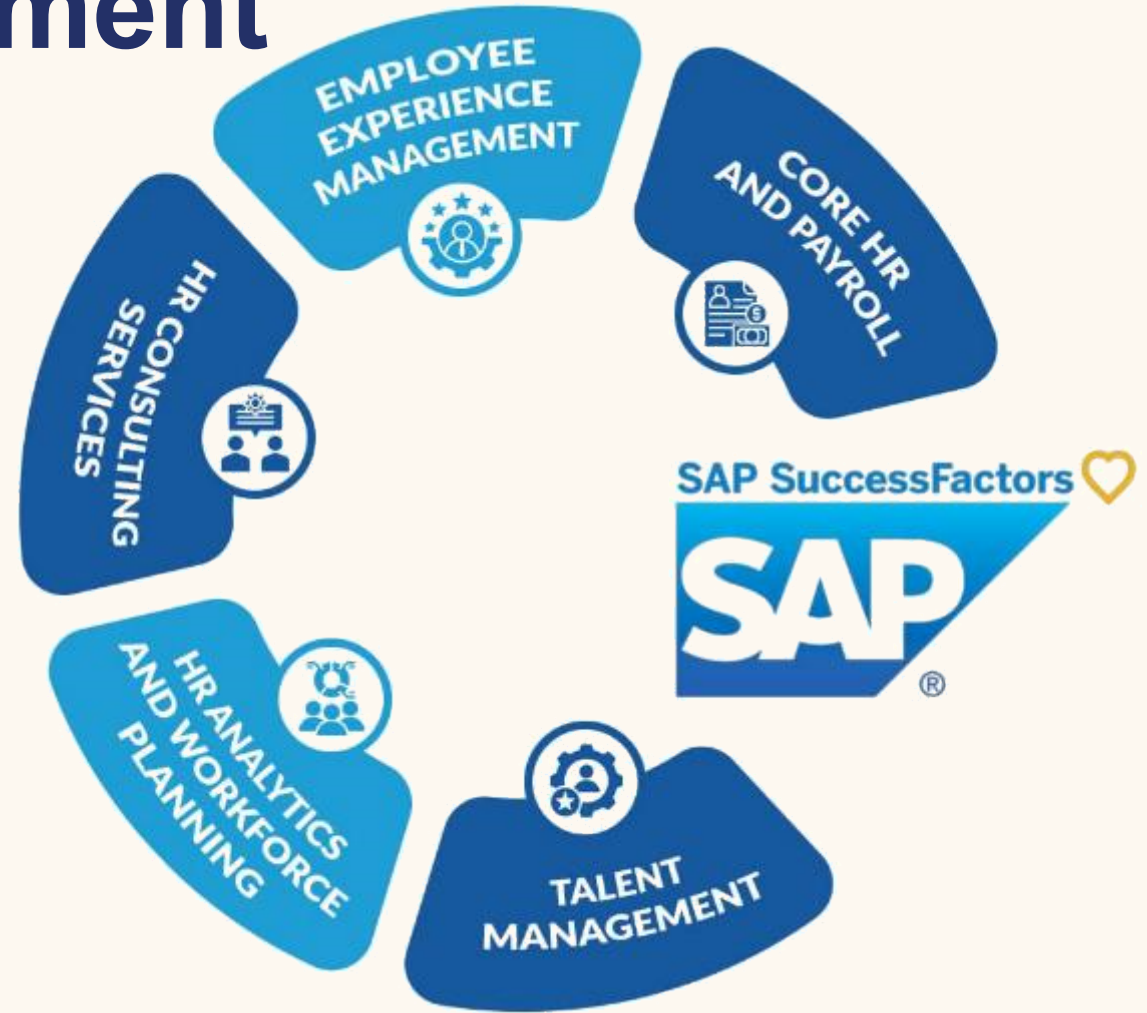 ment
EMPLOYEE
EXPERIENCE
MANAGEMENT
CORE HR
AND PAYROLL
HR CONSULTING
SERVICES
SAP SuccessFactors
SAP
®
HR ANALYTICS
AND WORKFORCE
PLANNING
TALENT
MANAGEMENT